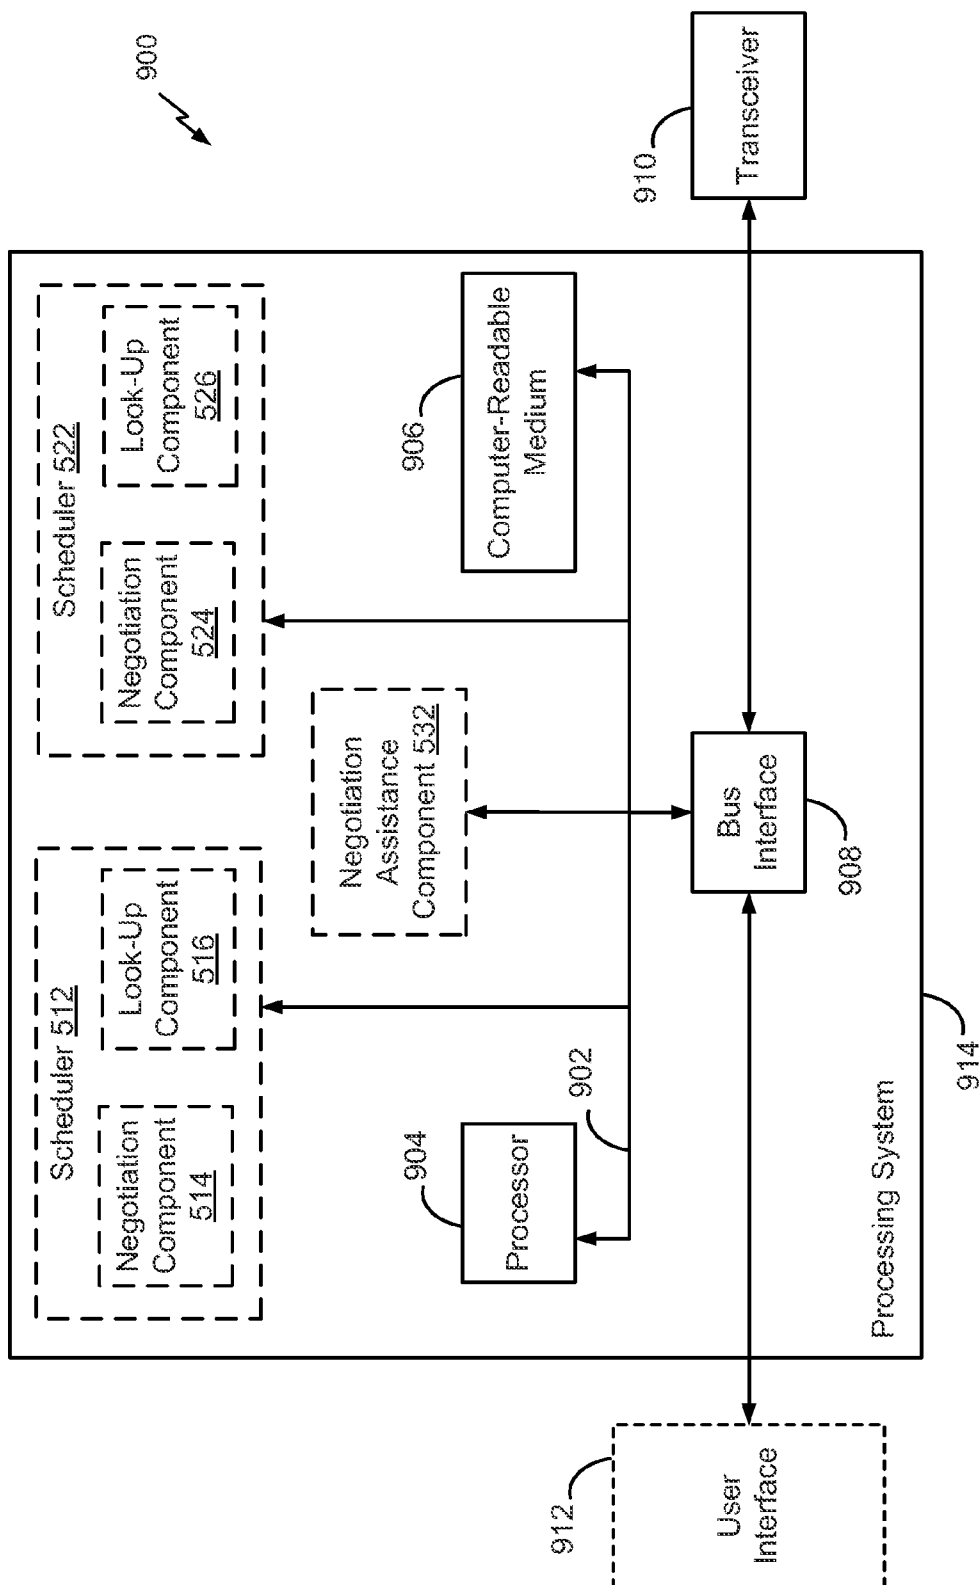 900
Scheduler 512
Negotiation
Component
514
Look-Up
Component
516
Scheduler 522
Negotiation
Component
524
Look-Up
Component
526
Negotiation
Assistance
Component 532
904
Processor
902
906
Computer-Readable
Medium
912
User
Interface
Bus
Interface
908
910
Transceiver
Processing System
914